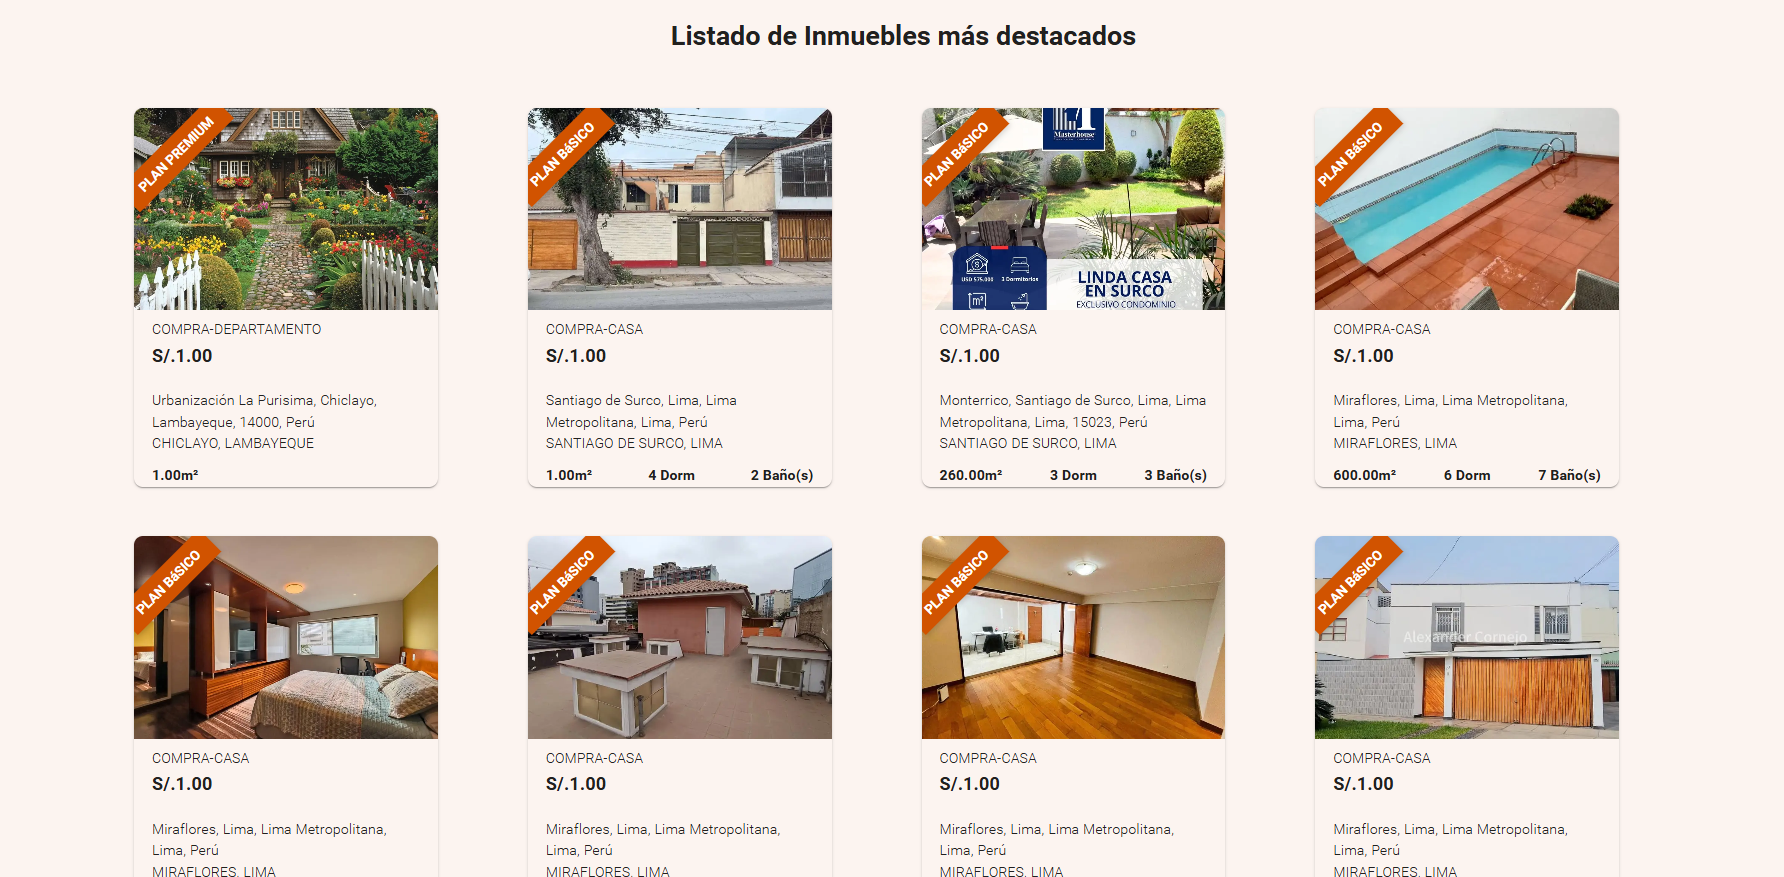 Listado de Inmuebles más destacados
PLAN PREMIUM
COMPRA-DEPARTAMENTO
S/.1.00
Urbanización La Purisima, Chiclayo,
Lambayeque, 14000, Perú
CHICLAYO, LAMBAYEQUE
1.00m²
PLAN BáSICO
COMPRA-CASA
S/.1.00
Santiago de Surco, Lima, Lima
Metropolitana, Lima, Perú
SANTIAGO DE SURCO, LIMA
1.00m² 4 Dorm 2 Baño(s)
PLAN BáSICO
Masterhouse
USD 575.000 3 Dormitorios
m²
LINDA CASA
EN SURCO
EXCLUSIVO CONDOMINIO
COMPRA-CASA
S/.1.00
Monterrico, Santiago de Surco, Lima, Lima
Metropolitana, Lima, 15023, Perú
SANTIAGO DE SURCO, LIMA
260.00m² 3 Dorm 3 Baño(s)
PLAN BáSICO
COMPRA-CASA
S/.1.00
Miraflores, Lima, Lima Metropolitana,
Lima, Perú
MIRAFLORES, LIMA
600.00m² 6 Dorm 7 Baño(s)
PLAN BáSICO
COMPRA-CASA
S/.1.00
Miraflores, Lima, Lima Metropolitana,
Lima, Perú
MIRAFLORES, LIMA
PLAN BáSICO
COMPRA-CASA
S/.1.00
Miraflores, Lima, Lima Metropolitana,
Lima, Perú
MIRAFLORES, LIMA
PLAN BáSICO
COMPRA-CASA
S/.1.00
Miraflores, Lima, Lima Metropolitana,
Lima, Perú
MIRAFLORES, LIMA
PLAN BáSICO
Alexander Cornejo
COMPRA-CASA
S/.1.00
Miraflores, Lima, Lima Metropolitana,
Lima, Perú
MIRAFLORES, LIMA